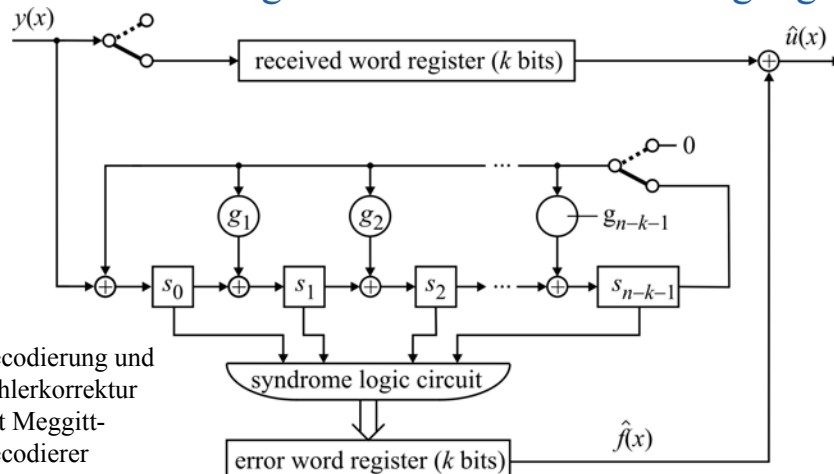 y(x)
û(x)
received word register (k bits)
0
g₁ g₂ gₙ₋ₖ₋₁
s₀ s₁ s₂ ... sₙ₋ₖ₋₁
ecodierung und
hlerkorrektur
t Meggitt-
ecodierer
syndrome logic circuit
error word register (k bits)
f̂(x)